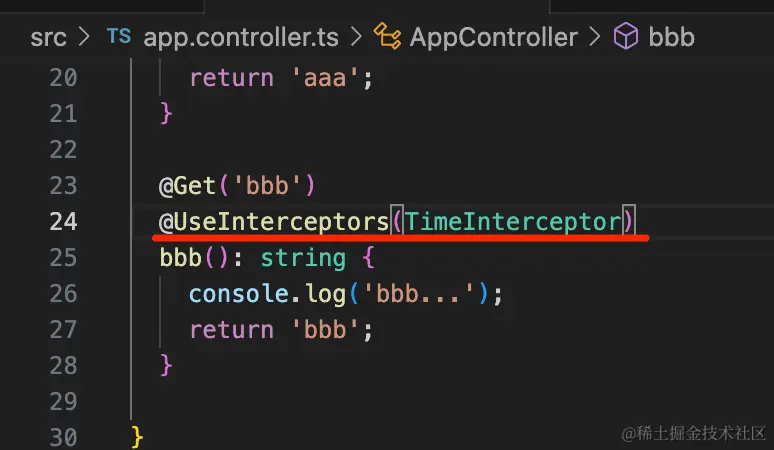 src > TS app.controller.ts > AppController > bbb
20 return 'aaa';
21 }
22
23 @Get('bbb')
24 @UseInterceptors(TimeInterceptor)
25 bbb(): string {
26 console.log('bbb...');
27 return 'bbb';
28 }
29
30 }
@稀土掘金技术社区